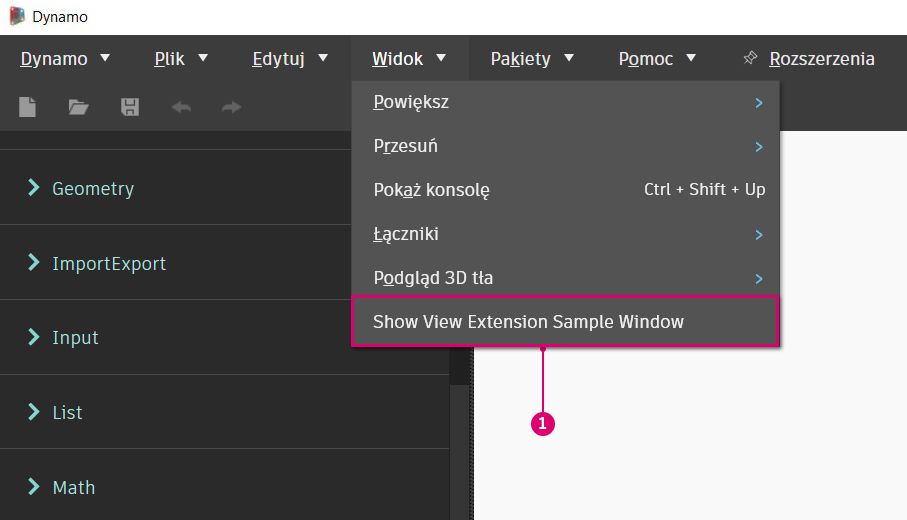 Dynamo
Dynamo Plik Edytuj Widok Pakiety Pomoc Rozszerzenia
Powiększ
Przesuń
Pokaż konsolę Ctrl + Shift + Up
Łączniki
Podgląd 3D tła
Show View Extension Sample Window
1
Geometry
ImportExport
Input
List
Math